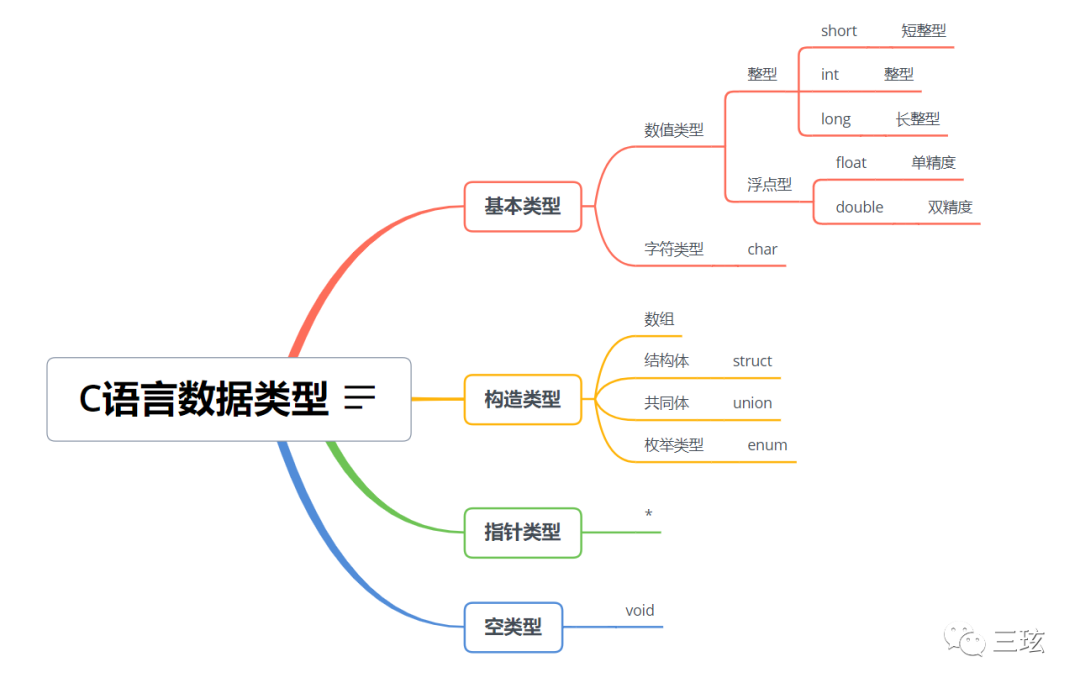 C语言数据类型
基本类型
数值类型
整型
short 短整型
int 整型
long 长整型
浮点型
float 单精度
double 双精度
字符类型 char
构造类型
数组
结构体 struct
共同体 union
枚举类型 enum
指针类型 *
空类型 void
三玹